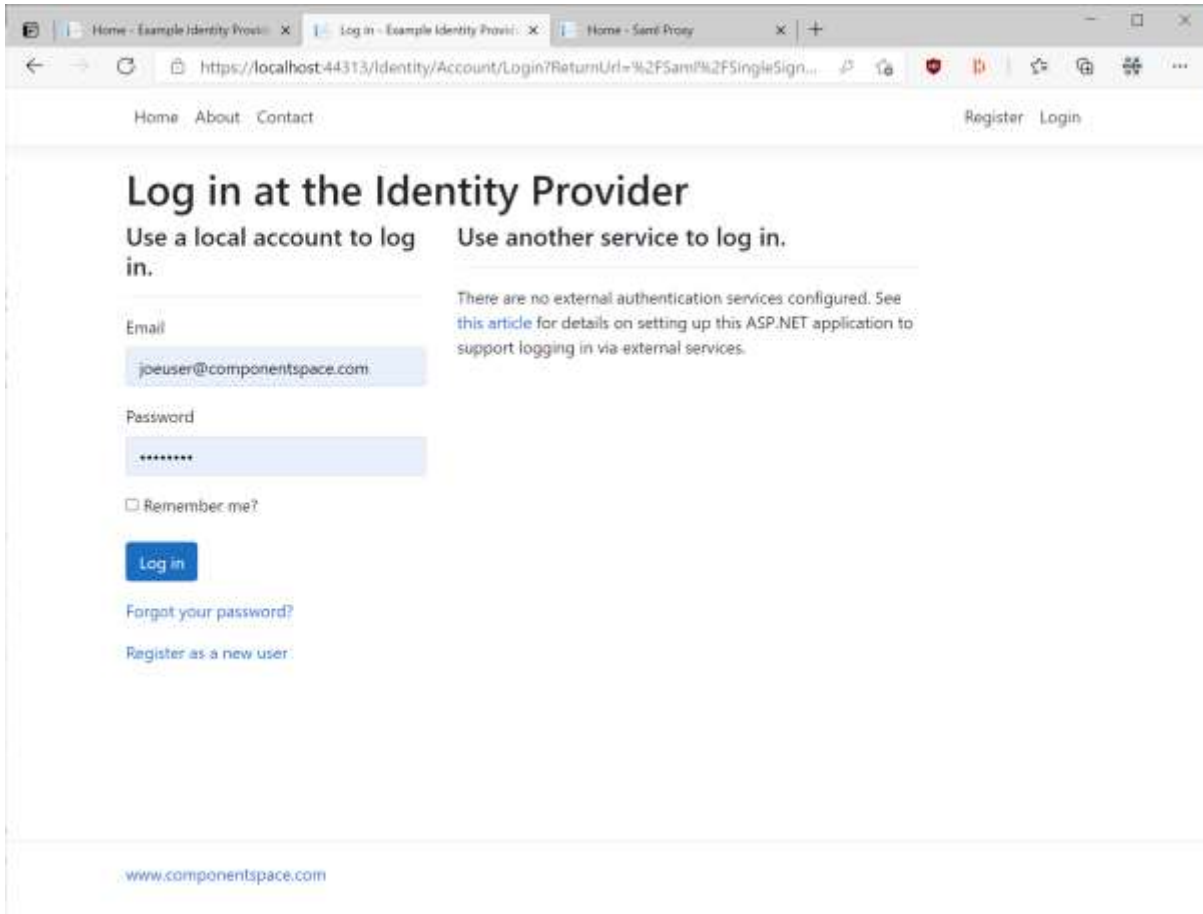 Home - Example Identity Provid
Log in - Example Identity Provid
Home - Saml Proxy
https://localhost:44313/Identity/Account/Login?ReturnUrl=%2FSaml%2FSingleSign...
Home About Contact
Register Login
Log in at the Identity Provider
Use a local account to log
in.
Use another service to log in.
There are no external authentication services configured. See
this article for details on setting up this ASP.NET application to
support logging in via external services.
Email
joeuser@componentspace.com
Password
••••••••
Remember me?
Log in
Forgot your password?
Register as a new user
www.componentspace.com